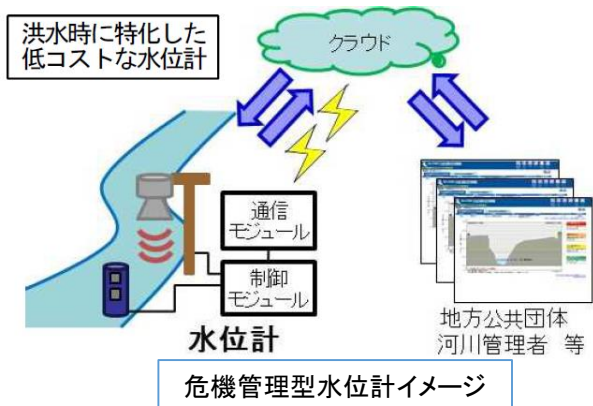 洪水時に特化した
低コストな水位計
クラウド
通信
モジュール
制御
モジュール
水位計
地方公共団体
河川管理者 等
危機管理型水位計イメージ